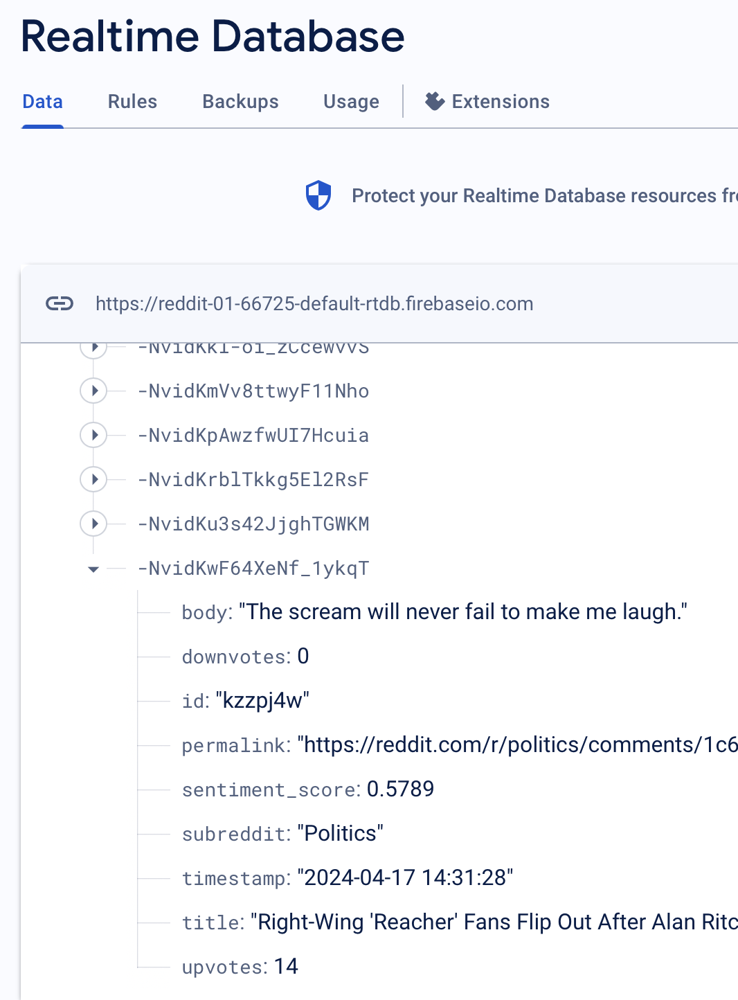 Realtime Database
Data Rules Backups Usage Extensions
Protect your Realtime Database resources
https://reddit-01-66725-default-rtdb.firebaseio.com
-NvidKmVv8ttwyF11Nho
-NvidKpAwzfwUI7Hcuia
-NvidKrblTkkg5El2RsF
-NvidKu3s42JjghTGWKM
-NvidKwF64XeNf_1ykqT
body: "The scream will never fail to make me laugh."
downvotes: 0
id: "kzzpj4w"
permalink: "https://reddit.com/r/politics/comments/1c6
sentiment_score: 0.5789
subreddit: "Politics"
timestamp: "2024-04-17 14:31:28"
title: "Right-Wing 'Reacher' Fans Flip Out After Alan Ritc
upvotes: 14